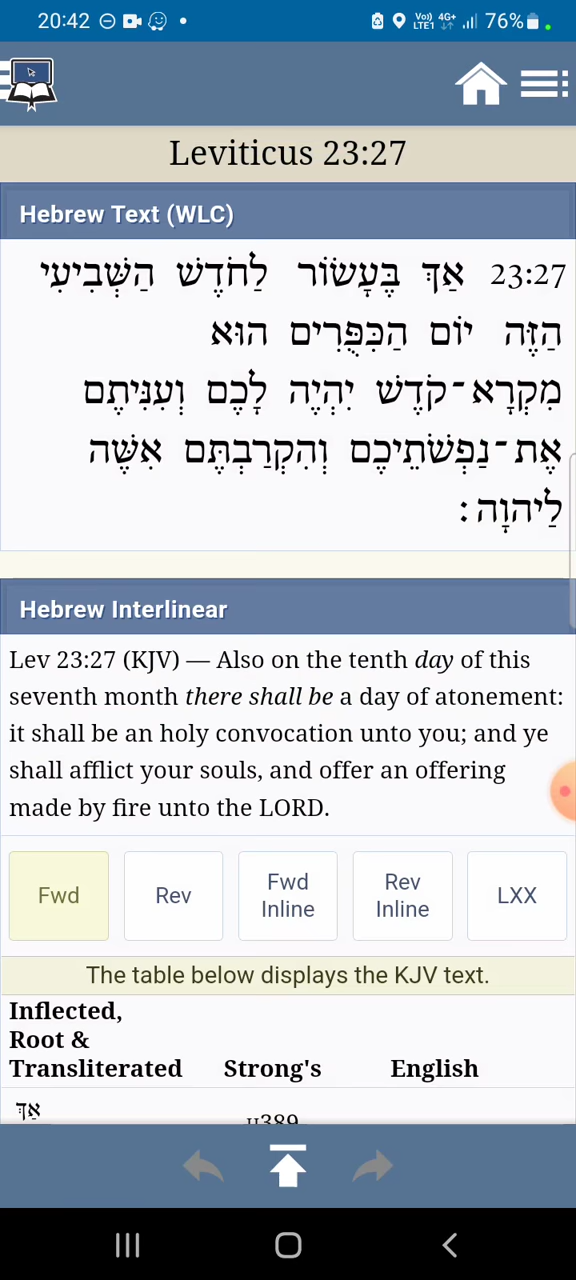 20:42 Vo)) LTE1 4G+ 76%
Leviticus 23:27
Hebrew Text (WLC)
23:27 אַךְ בֶּעָשׂוֹר לַחֹדֶשׁ הַשְּׁבִיעִי
הַזֶּה יוֹם הַכִּפֻּרִים הוּא
מִקְרָא־קֹדֶשׁ יִהְיֶה לָכֶם וְעִנִּיתֶם
אֶת־נַפְשֹׁתֵיכֶם וְהִקְרַבְתֶּם אִשֶּׁה
לַיהוָה׃
Hebrew Interlinear
Lev 23:27 (KJV) — Also on the tenth day of this
seventh month there shall be a day of atonement:
it shall be an holy convocation unto you; and ye
shall afflict your souls, and offer an offering
made by fire unto the LORD.
Fwd Rev Fwd Inline Rev Inline LXX
The table below displays the KJV text.
Inflected,
Root &
Transliterated Strong's English
אַךְ
H389